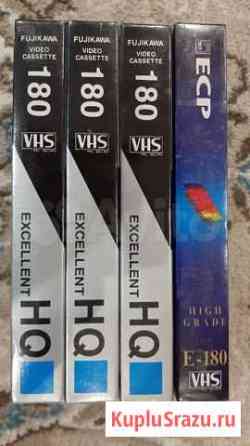 FUJIKAWA
VIDEO
CASSETTE
180
VHS
EXCELLENT
HQ
FUJIKAWA
VIDEO
CASSETTE
180
VHS
EXCELLENT
HQ
FUJIKAWA
VIDEO
CASSETTE
180
VHS
EXCELLENT
HQ
ECP
HIGH
GRADE
E-180
VHS
KupluSrazu.ru